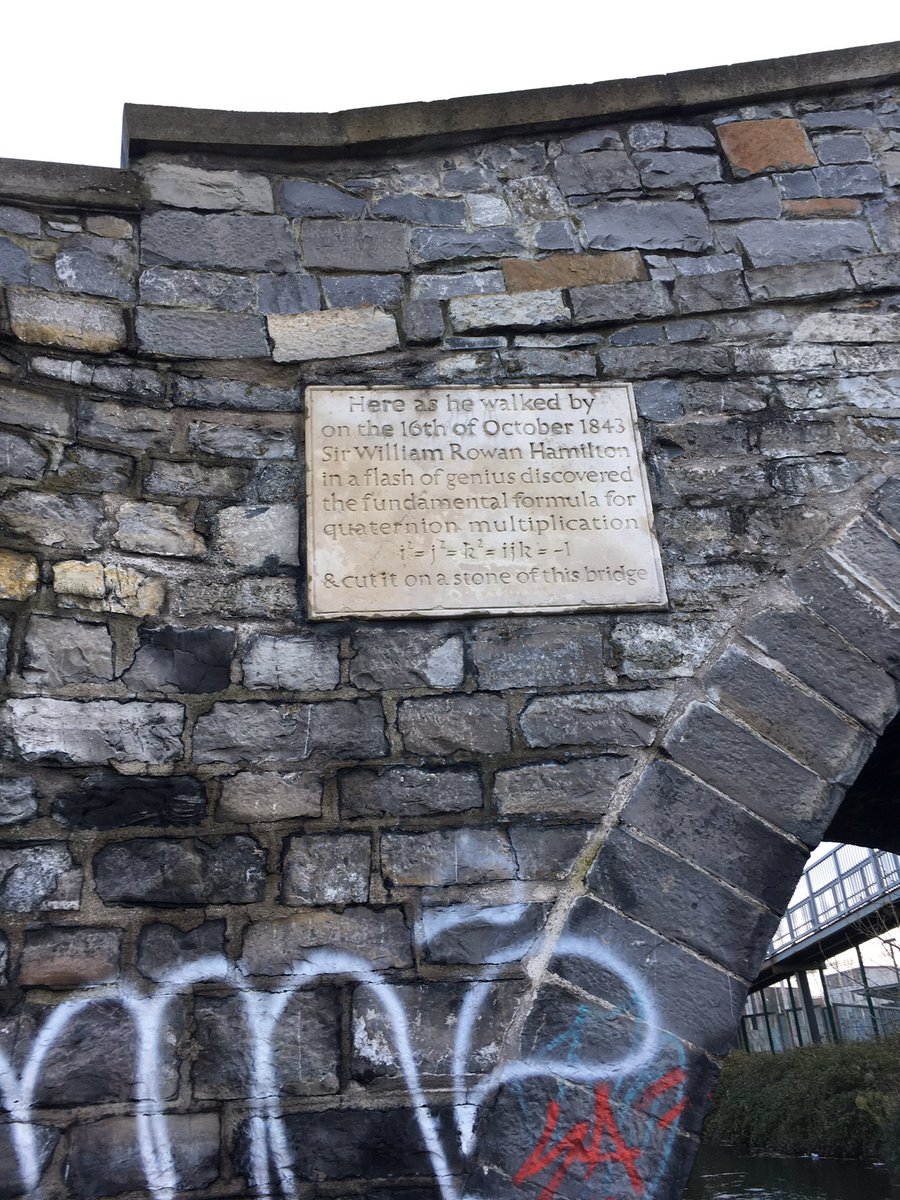 Here as he walked by
on the 16th of October 1843
Sir William Rowan Hamilton
in a flash of genius discovered
the fundamental formula for
quaternion multiplication
i² = j² = k² = ijk = -1
& cut it on a stone of this bridge